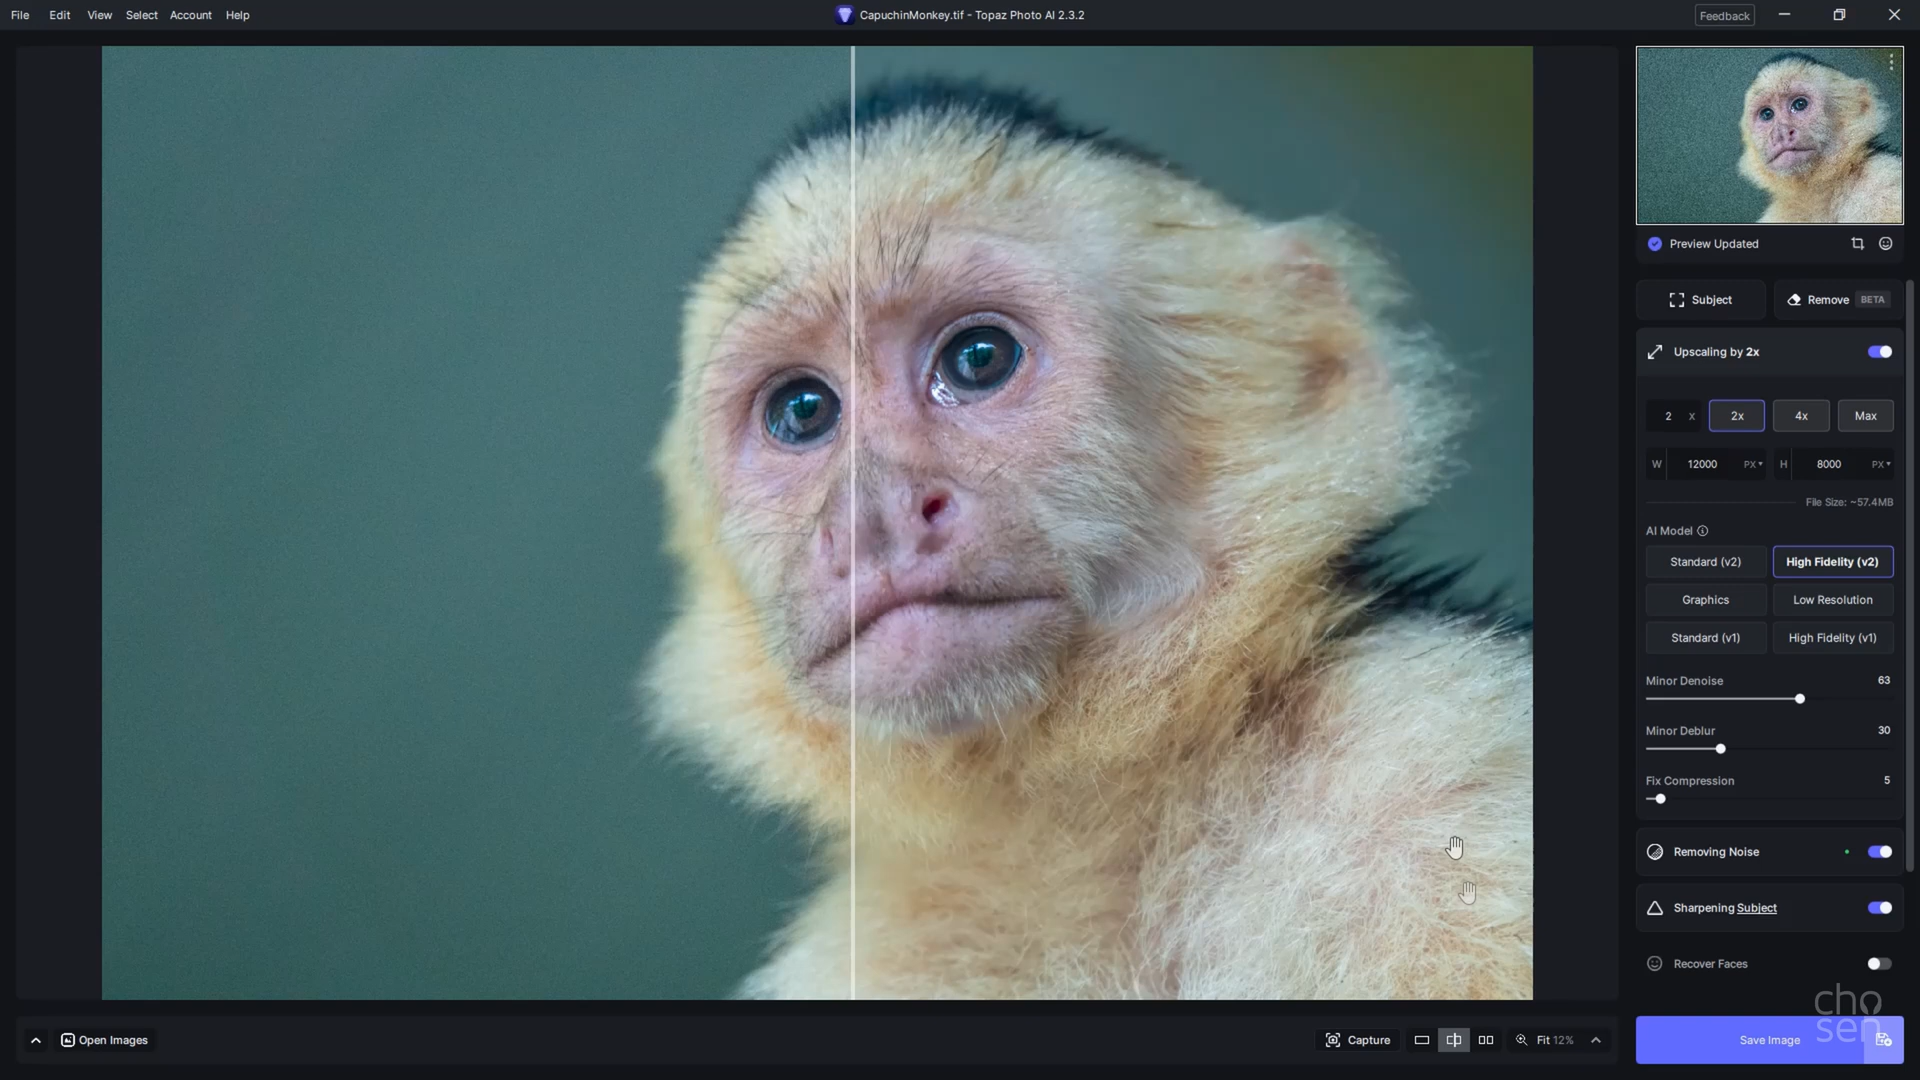 File Edit View Select Account Help
CapuchinMonkey.tif - Topaz Photo AI 2.3.2
Feedback
Preview Updated
Subject
Remove BETA
Upscaling by 2x
2 x 2x 4x Max
W 12000 PX H 8000 PX
File Size: ~57.4MB
AI Model
Standard (v2) High Fidelity (v2)
Graphics Low Resolution
Standard (v1) High Fidelity (v1)
Minor Denoise 63
Minor Deblur 30
Fix Compression 5
Removing Noise
Sharpening Subject
Recover Faces
cho
sen
Open Images
Capture
Fit 12%
Save Image